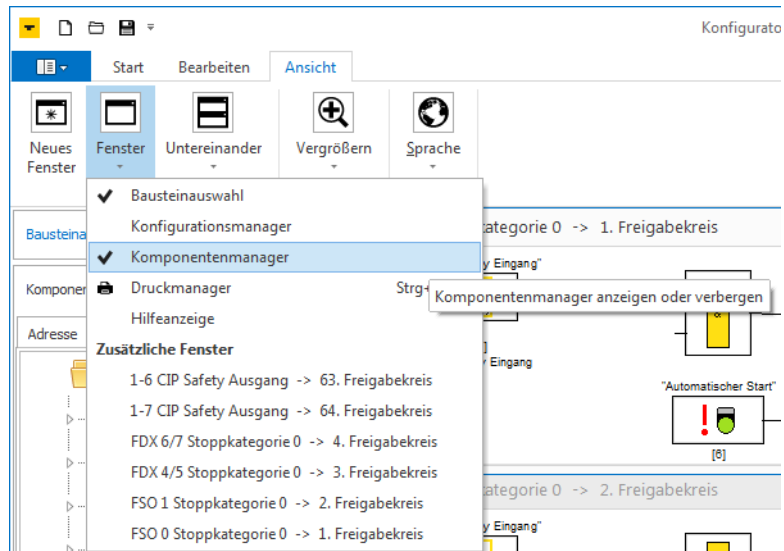 Konfigurato
Start Bearbeiten Ansicht
Neues Fenster Untereinander Vergrößern Sprache
Fenster
Bausteinauswahl
Konfigurationsmanager
Bausteina
ategorie 0 -> 1. Freigabekreis
Komponentenmanager
y Eingang"
Komponen
Druckmanager Strg+
Komponentenmanager anzeigen oder verbergen
&
Hilfeanzeige
Adresse
]
Zusätzliche Fenster
Eingang
1-6 CIP Safety Ausgang -> 63. Freigabekreis
"Automatischer Start"
1-7 CIP Safety Ausgang -> 64. Freigabekreis
FDX 6/7 Stoppkategorie 0 -> 4. Freigabekreis
[6]
FDX 4/5 Stoppkategorie 0 -> 3. Freigabekreis
ategorie 0 -> 2. Freigabekreis
FSO 1 Stoppkategorie 0 -> 2. Freigabekreis
y Eingang"
FSO 0 Stoppkategorie 0 -> 1. Freigabekreis